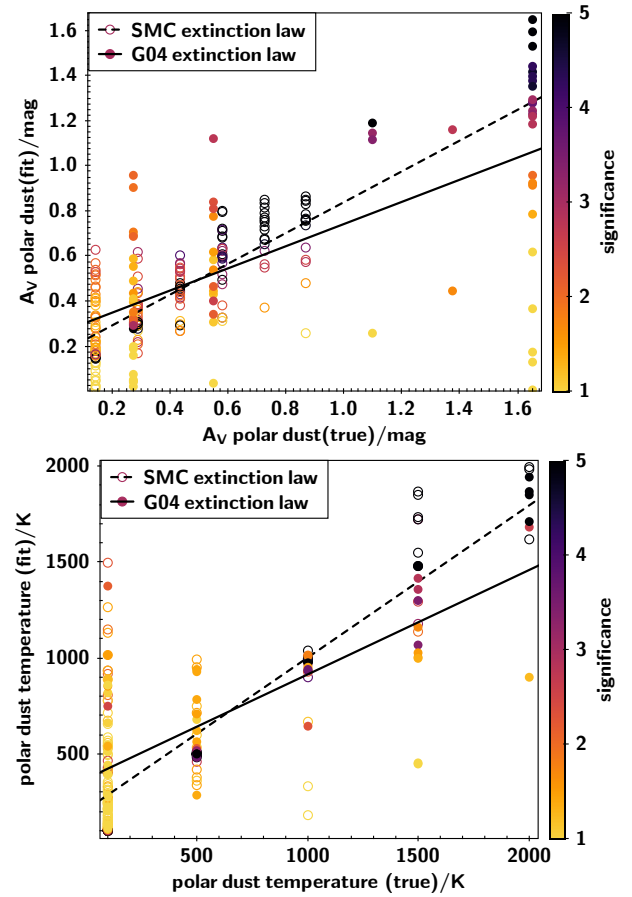 SMC extinction law
G04 extinction law
1.6
1.4
1.2
1.0
0.8
0.6
0.4
0.2
A_V polar dust(fit)/mag
0.2 0.4 0.6 0.8 1.0 1.2 1.4 1.6
A_V polar dust(true)/mag
5
4
3
2
1
significance
SMC extinction law
G04 extinction law
2000
1500
1000
500
polar dust temperature (fit)/K
500 1000 1500 2000
polar dust temperature (true)/K
5
4
3
2
1
significance